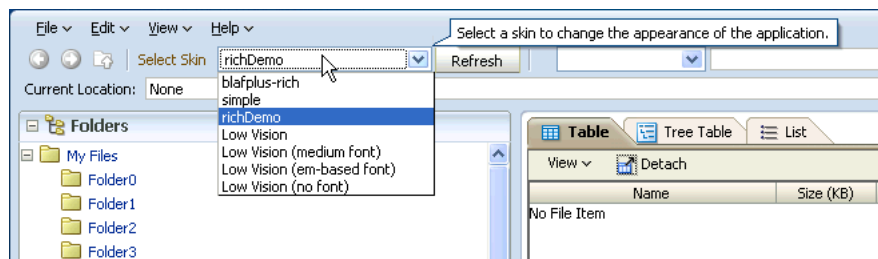 File Edit View Help
Select a skin to change the appearance of the application.
Select Skin richDemo Refresh
Current Location: None
blafplus-rich
simple
richDemo
Low Vision
Low Vision (medium font)
Low Vision (em-based font)
Low Vision (no font)
Folders
My Files
Folder0
Folder1
Folder2
Folder3
Table Tree Table List
View Detach
Name Size (KB)
No File Item